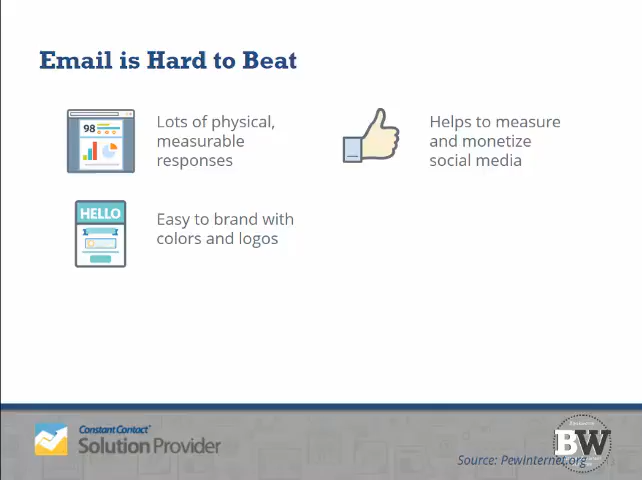 Email is Hard to Beat
98
Lots of physical,
measurable
responses
Helps to measure
and monetize
social media
HELLO
Easy to brand with
colors and logos
Constant Contact
Solution Provider
BW
Source: Pewinternet.org